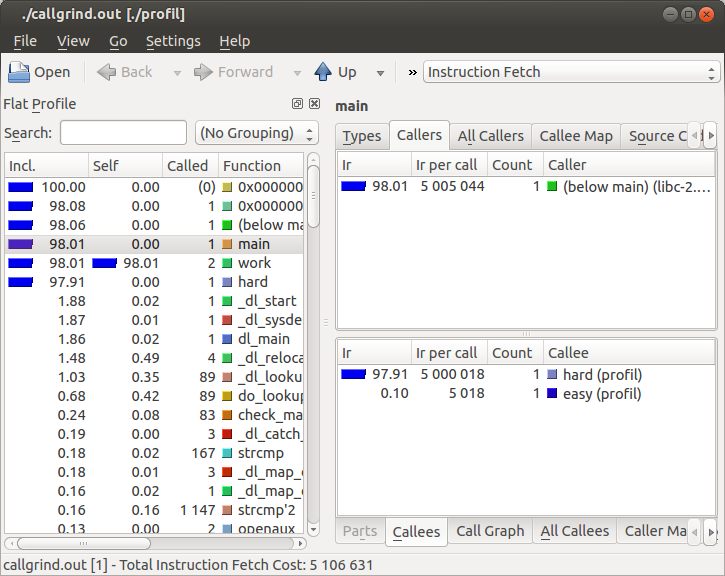 ./callgrind.out [./profil]
File View Go Settings Help
Open Back Forward Up » Instruction Fetch
Flat Profile
Search: (No Grouping)
Incl. Self Called Function
100.00 0.00 (0) 0x000000
98.08 0.00 1 0x000000
98.06 0.00 1 (below ma
98.01 0.00 1 main
98.01 98.01 2 work
97.91 0.00 1 hard
1.88 0.02 1 _dl_start
1.87 0.01 1 _dl_sysde
1.86 0.02 1 dl_main
1.48 0.49 4 _dl_reloca
1.03 0.35 89 _dl_looku
0.68 0.42 89 do_lookup
0.24 0.08 83 check_ma
0.19 0.00 3 _dl_catch_
0.18 0.02 167 strcmp
0.18 0.01 3 _dl_map_o
0.16 0.02 1 _dl_map_o
0.16 0.16 1 147 strcmp'2
0.13 0.00 2 openaux
main
Types Callers All Callers Callee Map Source C
Ir Ir per call Count Caller
98.01 5 005 044 1 (below main) (libc-2....
Ir Ir per call Count Callee
97.91 5 000 018 1 hard (profil)
0.10 5 018 1 easy (profil)
Parts Callees Call Graph All Callees Caller Ma
callgrind.out [1] - Total Instruction Fetch Cost: 5 106 631